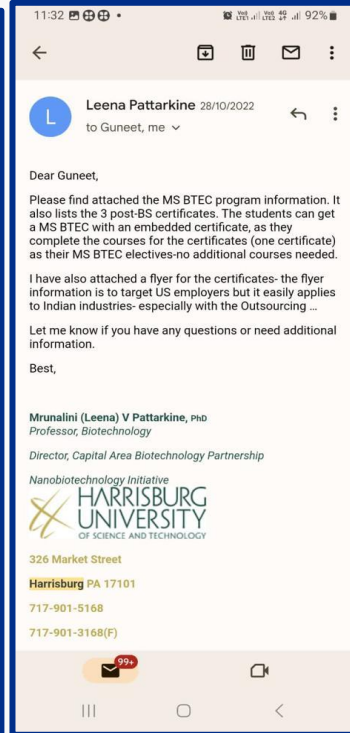 11:32
92%
L
Leena Pattarkine 28/10/2022
to Guneet, me
Dear Guneet,
Please find attached the MS BTEC program information. It
also lists the 3 post-BS certificates. The students can get
a MS BTEC with an embedded certificate, as they
complete the courses for the certificates (one certificate)
as their MS BTEC electives-no additional courses needed.
I have also attached a flyer for the certificates- the flyer
information is to target US employers but it easily applies
to Indian industries- especially with the Outsourcing ...
Let me know if you have any questions or need additional
information.
Best,
Mrunalini (Leena) V Pattarkine, PhD
Professor, Biotechnology
Director, Capital Area Biotechnology Partnership
Nanobiotechnology Initiative
HARRISBURG
UNIVERSITY
OF SCIENCE AND TECHNOLOGY
326 Market Street
Harrisburg PA 17101
717-901-5168
717-901-3168(F)
99+